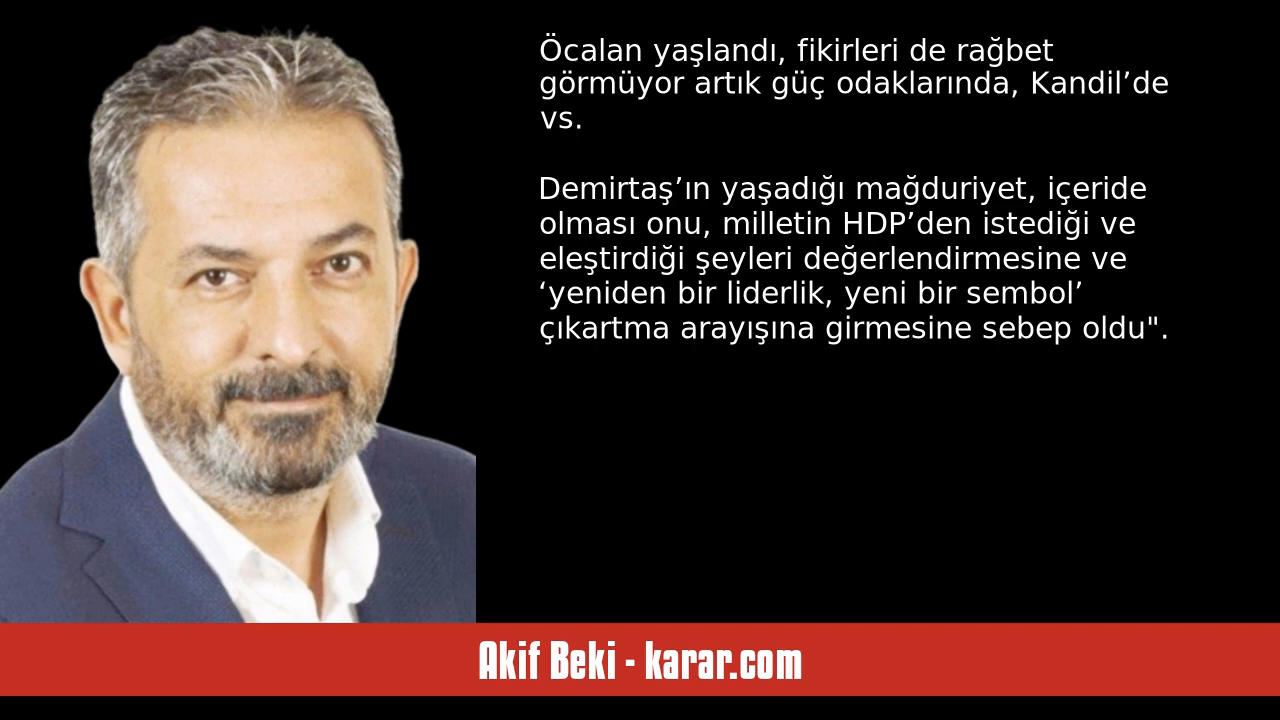 Öcalan yaşlandı, fikirleri de rağbet
görmüyor artık güç odaklarında, Kandil’de
vs.
Demirtaş’ın yaşadığı mağduriyet, içeride
olması onu, milletin HDP’den istediği ve
eleştirdiği şeyleri değerlendirmesine ve
‘yeniden bir liderlik, yeni bir sembol’
çıkartma arayışına girmesine sebep oldu".
Akif Beki - karar.com